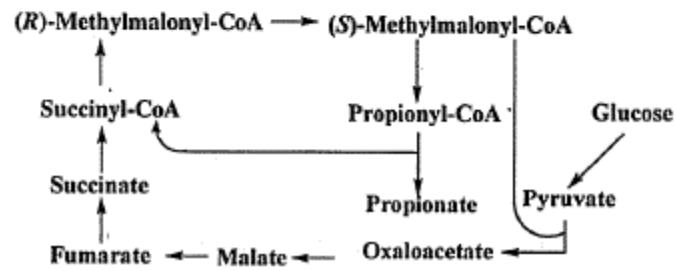 (R)-Methylmalonyl-CoA (S)-Methylmalonyl-CoA
Succinyl-CoA Propionyl-CoA Glucose
Succinate Propionate Pyruvate
Fumarate Malate Oxaloacetate